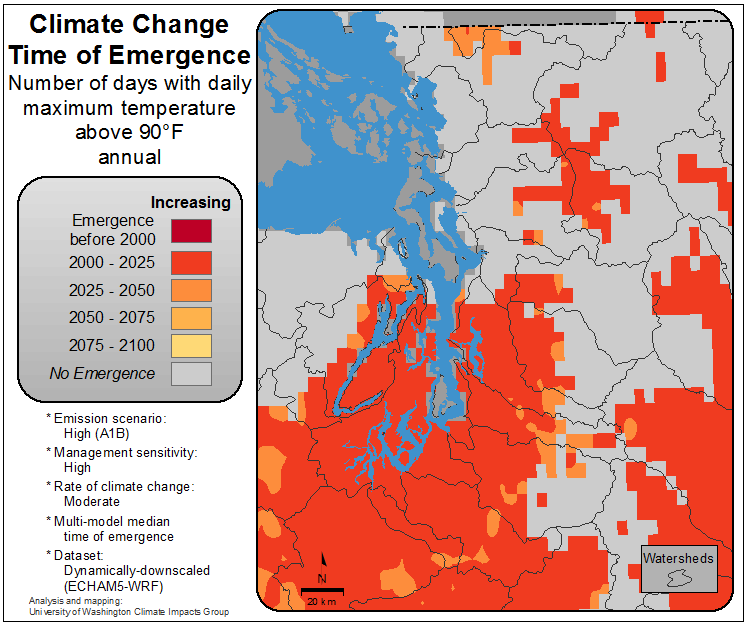 Climate Change
Time of Emergence
Number of days with daily
maximum temperature
above 90°F
annual
Increasing
Emergence
before 2000
2000 - 2025
2025 - 2050
2050 - 2075
2075 - 2100
No Emergence
* Emission scenario:
High (A1B)
* Management sensitivity:
High
* Rate of climate change:
Moderate
* Multi-model median
time of emergence
* Dataset:
Dynamically-downscaled
(ECHAM5-WRF)
Analysis and mapping:
University of Washington Climate Impacts Group
N
20 km
Watersheds